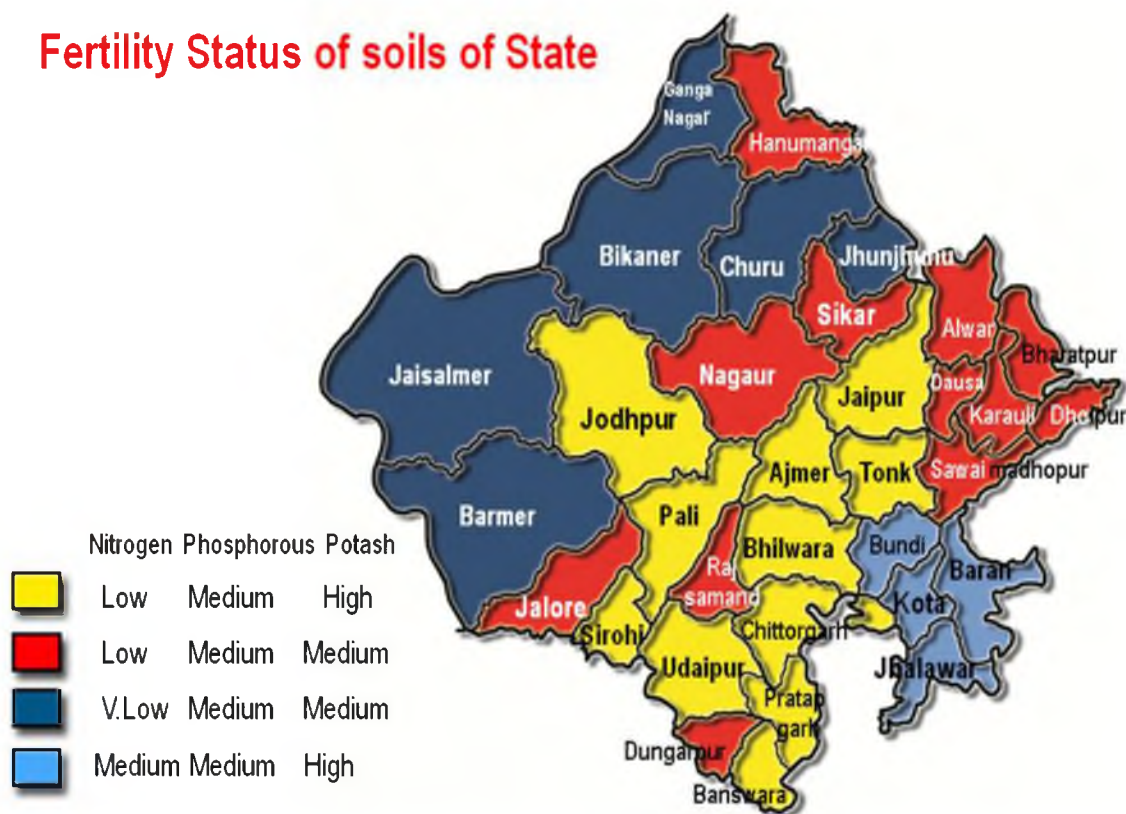 Fertility Status of soils of State
Ganga
Nagar
Hanumangar
Bikaner
Churu
Jhunjhunu
Sikar
Alwar
Bharatpur
Jaisalmer
Nagaur
Jaipur
Dausa
Jodhpur
Karauli
Dholpur
Ajmer
Tonk
Sawai madhopur
Barmer
Pali
Bhilwara
Bundi
Baran
Raj
samand
Kota
Jalore
Sirohi
Chittorgarh
Udaipur
Jhalawar
Pratap
garh
Dungarpur
Banswara
Nitrogen Phosphorous Potash
Low Medium High
Low Medium Medium
V.Low Medium Medium
Medium Medium High